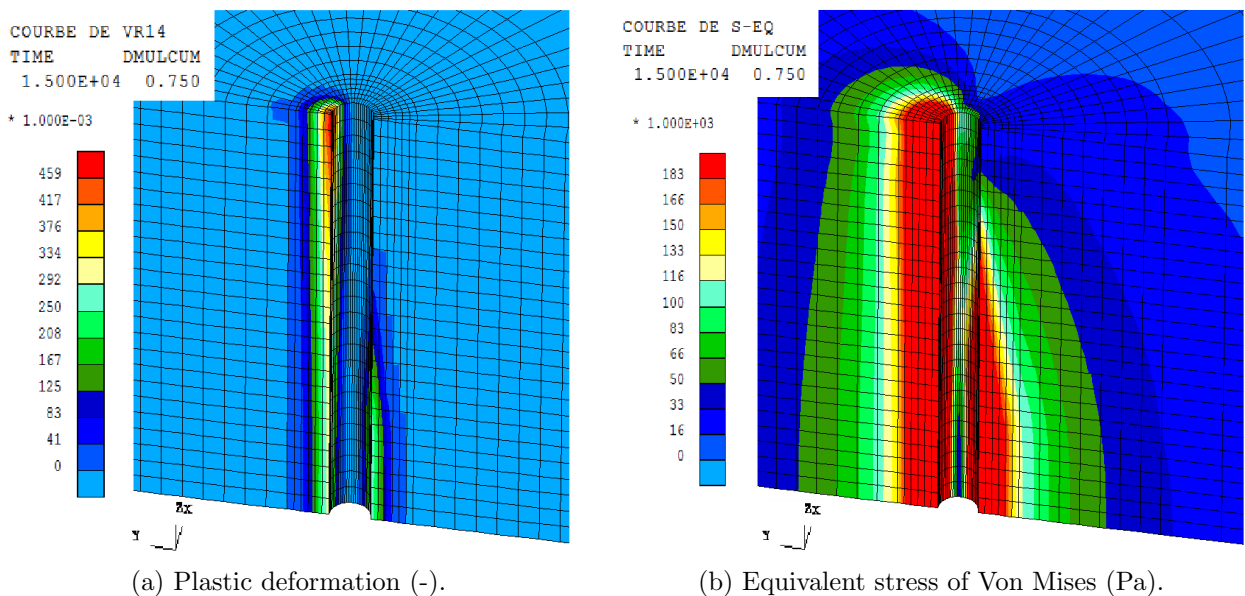 COURBE DE VR14
TIME DMULCUM
1.500E+04 0.750
* 1.000E-03
459
417
376
334
292
250
208
167
125
83
41
0
Zx
Y
(a) Plastic deformation (-).
COURBE DE S-EQ
TIME DMULCUM
1.500E+04 0.750
* 1.000E+03
183
166
150
133
116
100
83
66
50
33
16
0
Zx
Y
(b) Equivalent stress of Von Mises (Pa).